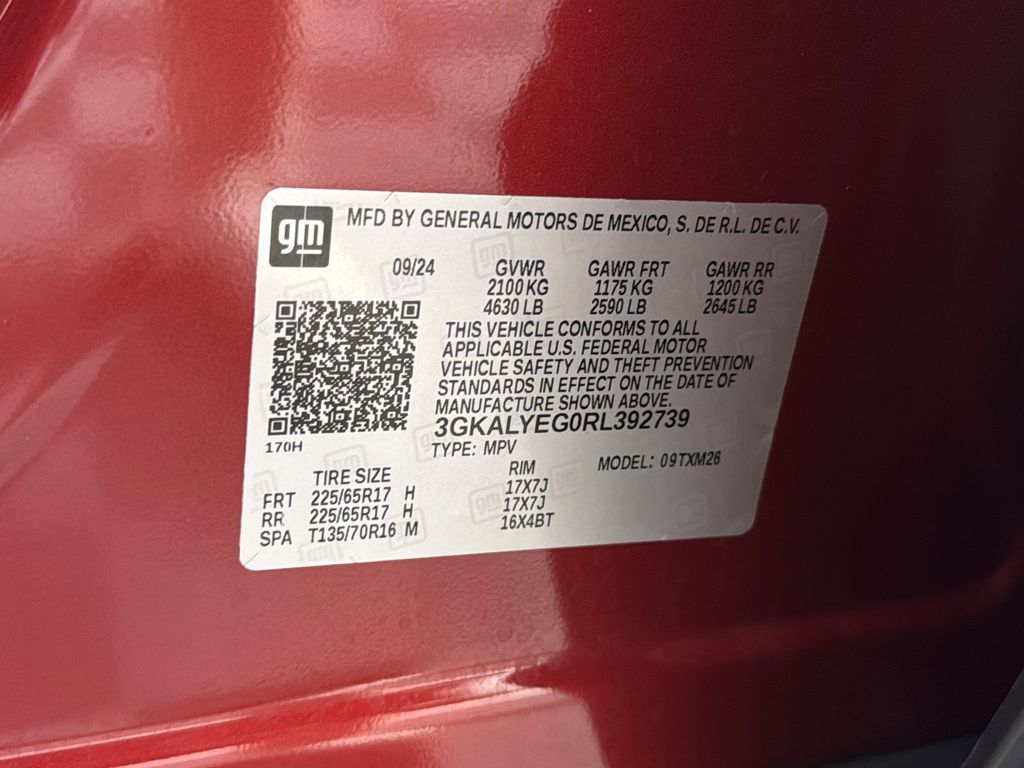 gm MFD BY GENERAL MOTORS DE MEXICO, S. DE R.L. DE C.V.
09/24 GVWR GAWR FRT GAWR RR
2100 KG 1175 KG 1200 KG
4630 LB 2590 LB 2645 LB
THIS VEHICLE CONFORMS TO ALL
APPLICABLE U.S. FEDERAL MOTOR
VEHICLE SAFETY AND THEFT PREVENTION
STANDARDS IN EFFECT ON THE DATE OF
MANUFACTURE SHOWN ABOVE.
3GKALYEG0RL392739
170H
TYPE: MPV MODEL: 09TXM26
TIRE SIZE RIM
FRT 225/65R17 H 17X7J
RR 225/65R17 H 17X7J
SPA T135/70R16 M 16X4BT